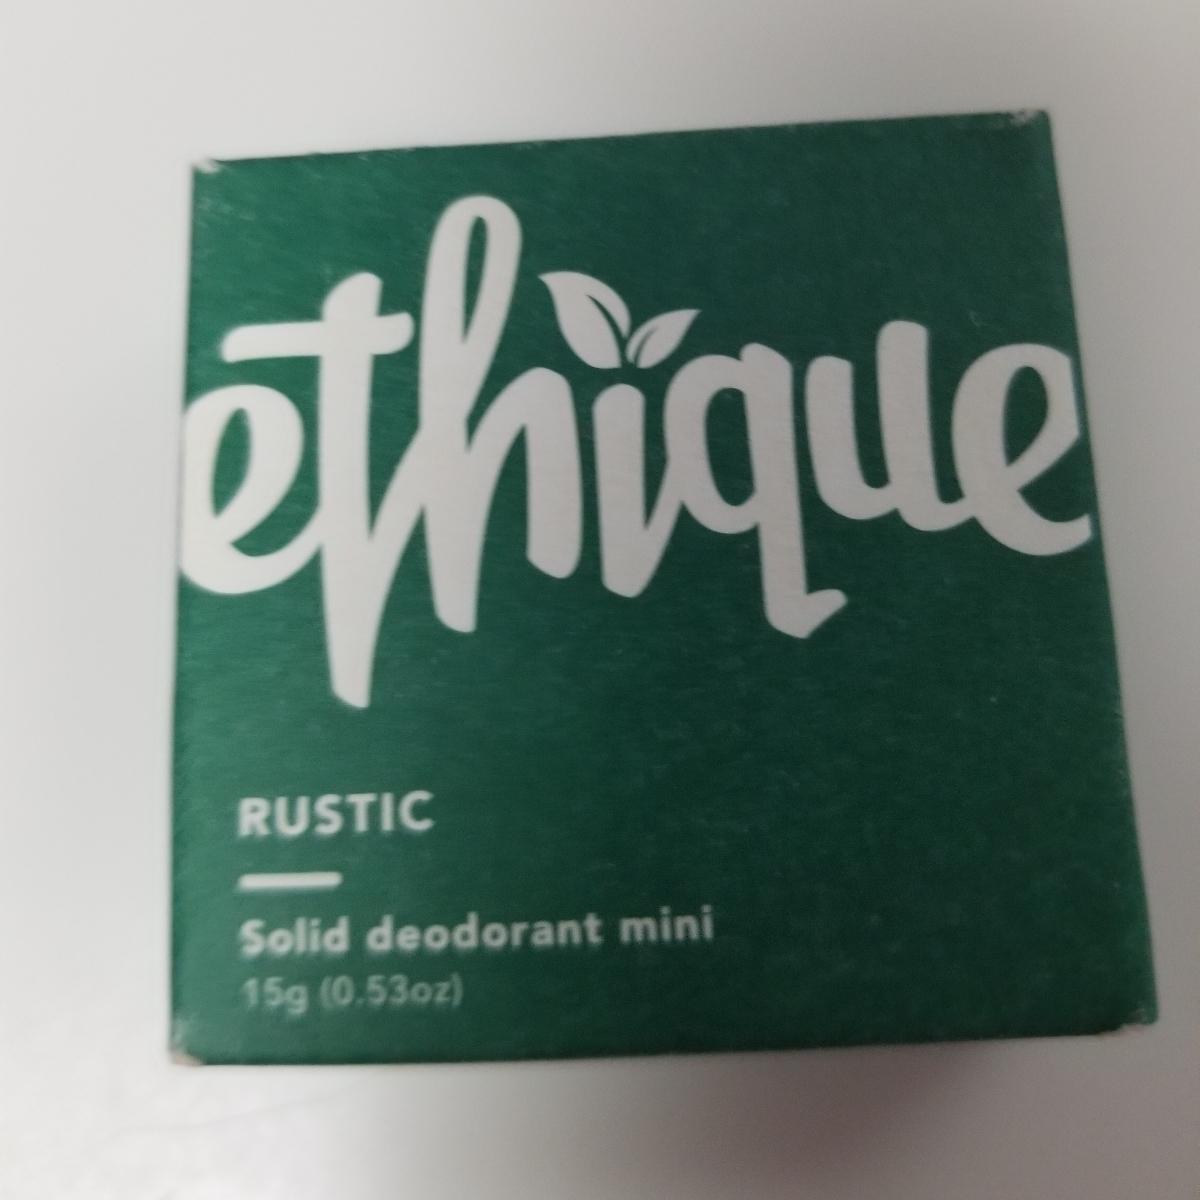 ethique
RUSTIC
Solid deodorant mini
15g (0.53oz)